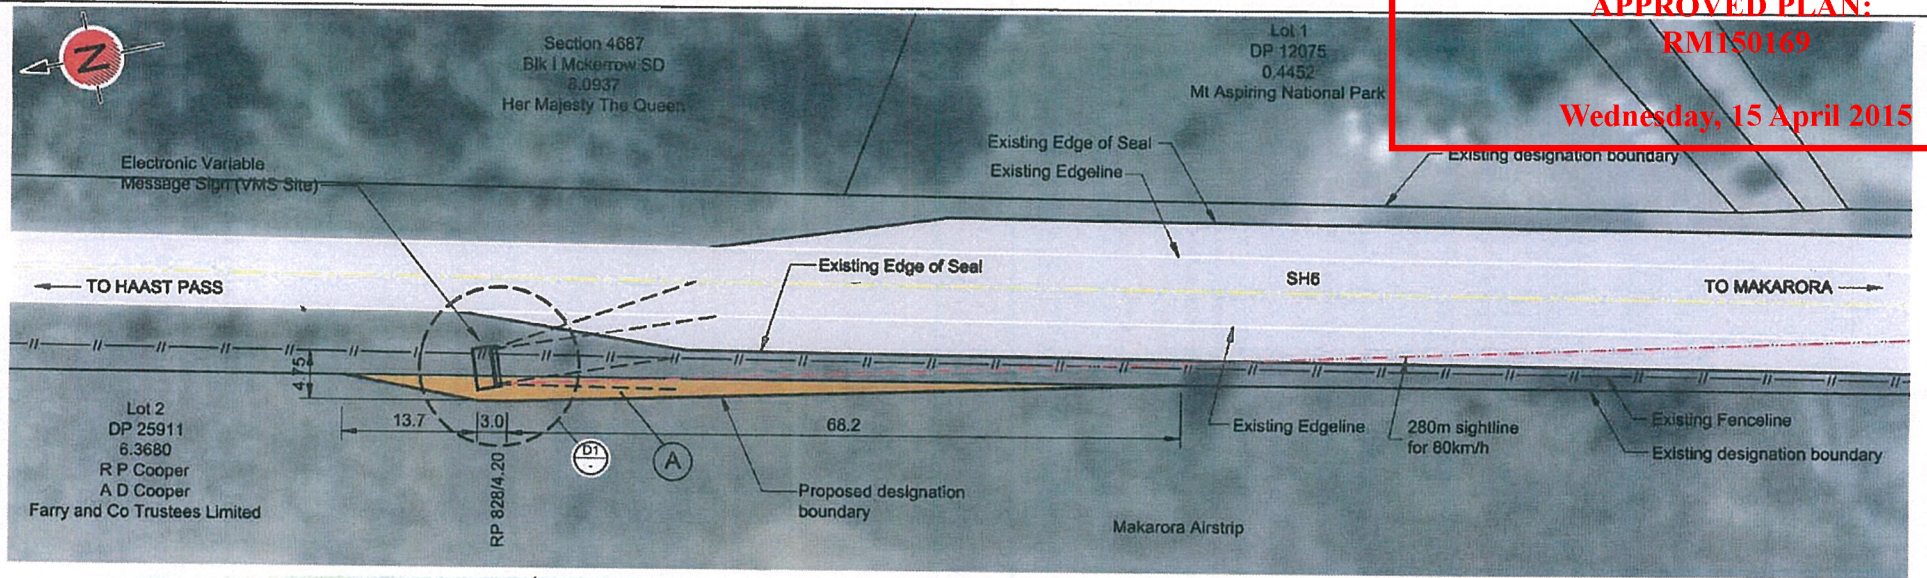 APPROVED PLAN:
RM150169
Wednesday, 15 April 2015
N
Section 4687
Blk I Mckerrow SD
8.0937
Her Majesty The Queen
Lot 1
DP 12075
0.4452
Mt Aspiring National Park
Electronic Variable
Message Sign (VMS Site)
Existing Edge of Seal
Existing Edgeline
Existing designation boundary
TO HAAST PASS
Existing Edge of Seal
SH6
TO MAKARORA
4.75
13.7
3.0
68.2
RP 828/4.20
D1
-
A
Lot 2
DP 25911
6.3680
R P Cooper
A D Cooper
Farry and Co Trustees Limited
Proposed designation
boundary
Existing Edgeline
280m sightline
for 80km/h
Existing Fenceline
Existing designation boundary
Makarora Airstrip